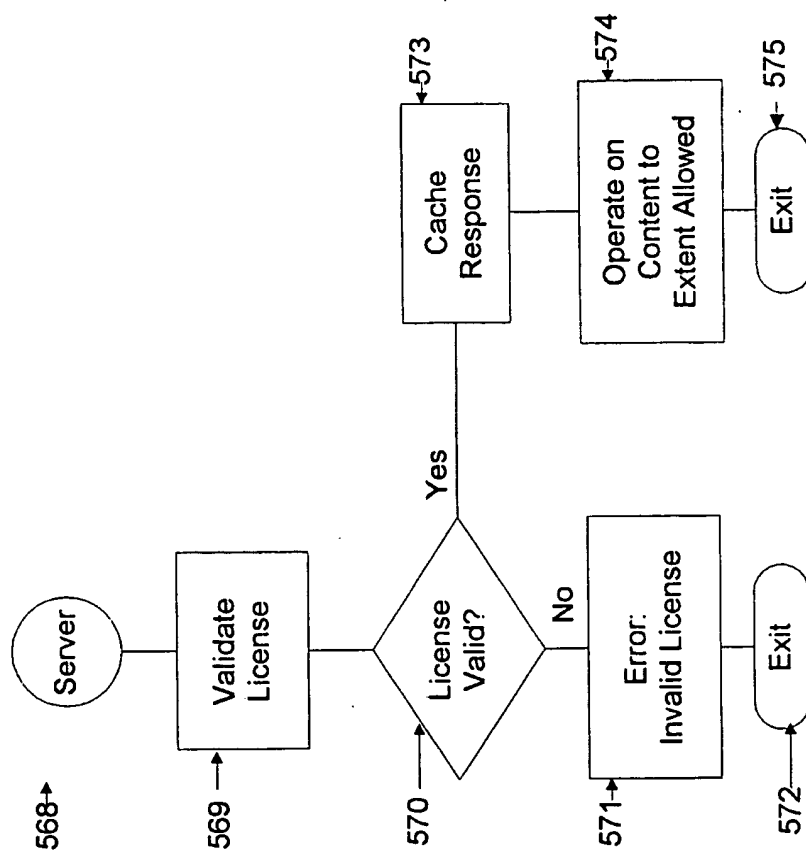 568
Server
569
Validate
License
570
License
Valid?
Yes
No
571
Error:
Invalid License
572
Exit
573
Cache
Response
574
Operate on
Content to
Extent Allowed
575
Exit